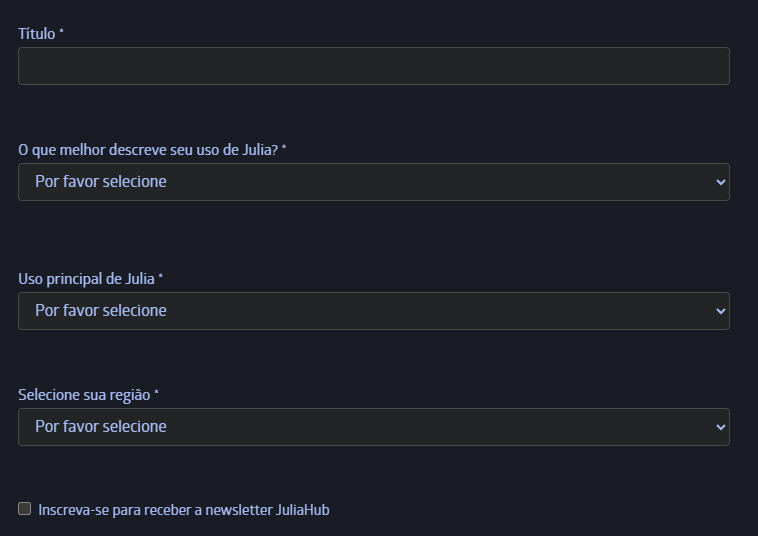 Título *
O que melhor descreve seu uso de Julia? *
Por favor selecione
Uso principal de Julia *
Por favor selecione
Selecione sua região *
Por favor selecione
Inscreva-se para receber a newsletter JuliaHub